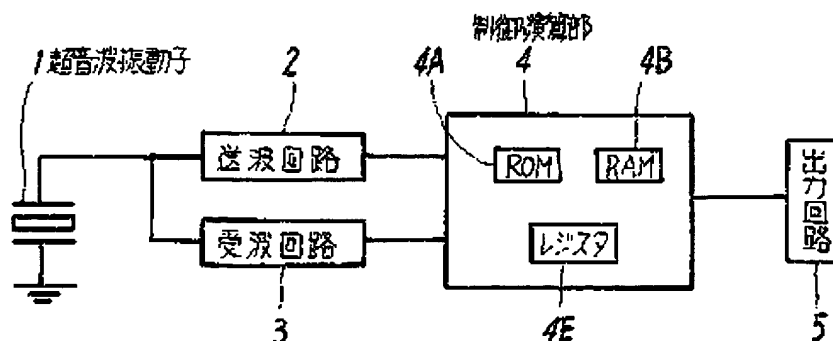 制御演算部
1 超音波振動子
2
4A
4
4B
送波回路
ROM
RAM
出力回路
受波回路
レジスタ
3
4E
5